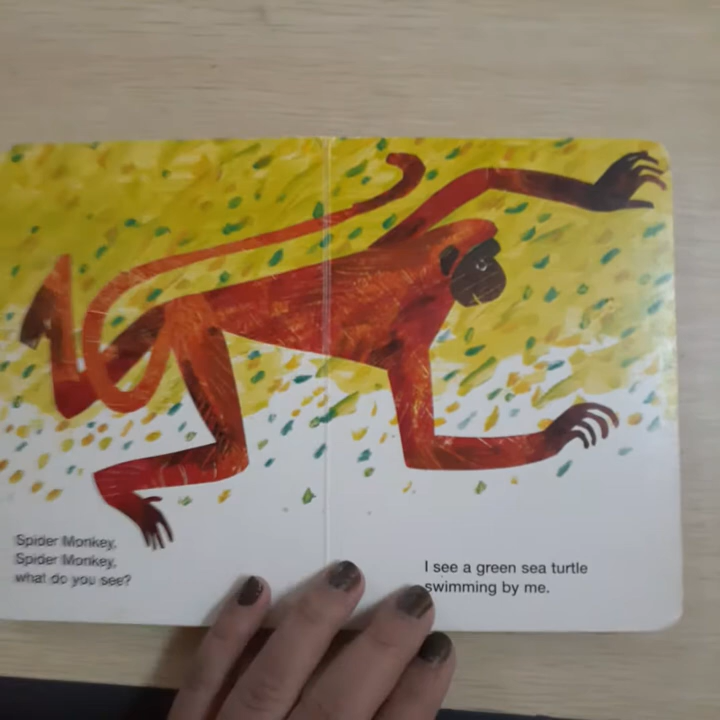 Spider Monkey,
Spider Monkey,
what do you see?
I see a green sea turtle
swimming by me.